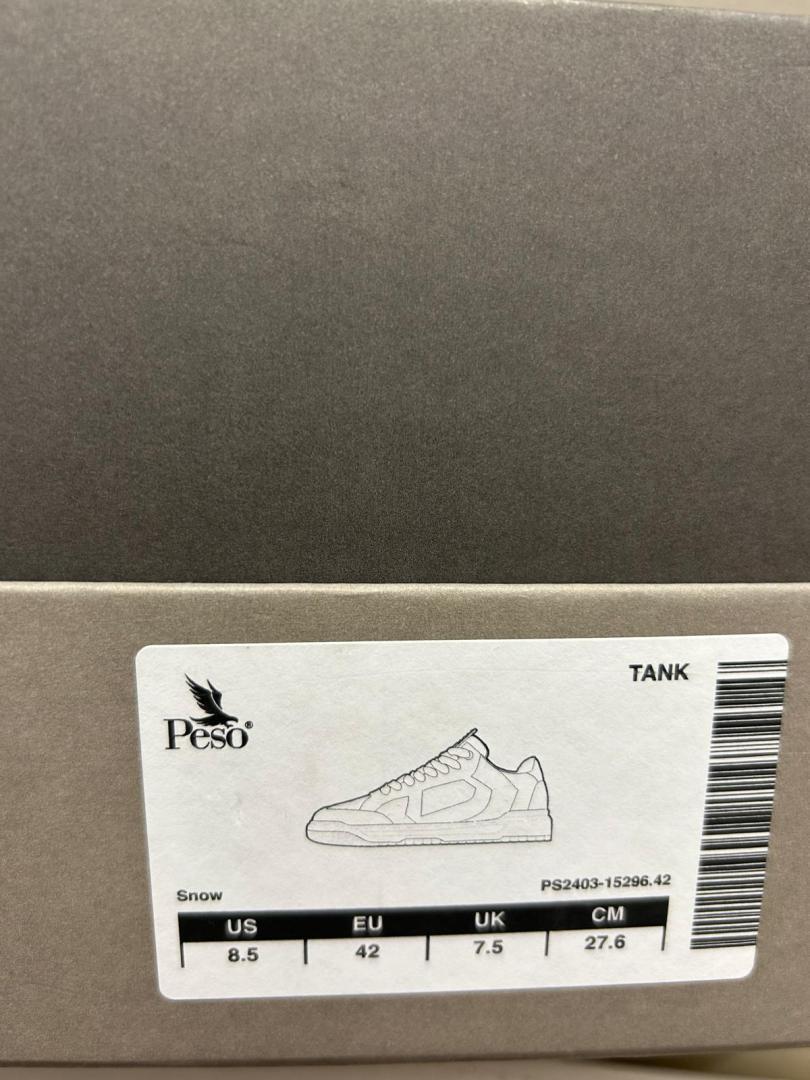 TANK
Peso®
Snow
PS2403-15296.42
US EU UK CM
8.5 42 7.5 27.6